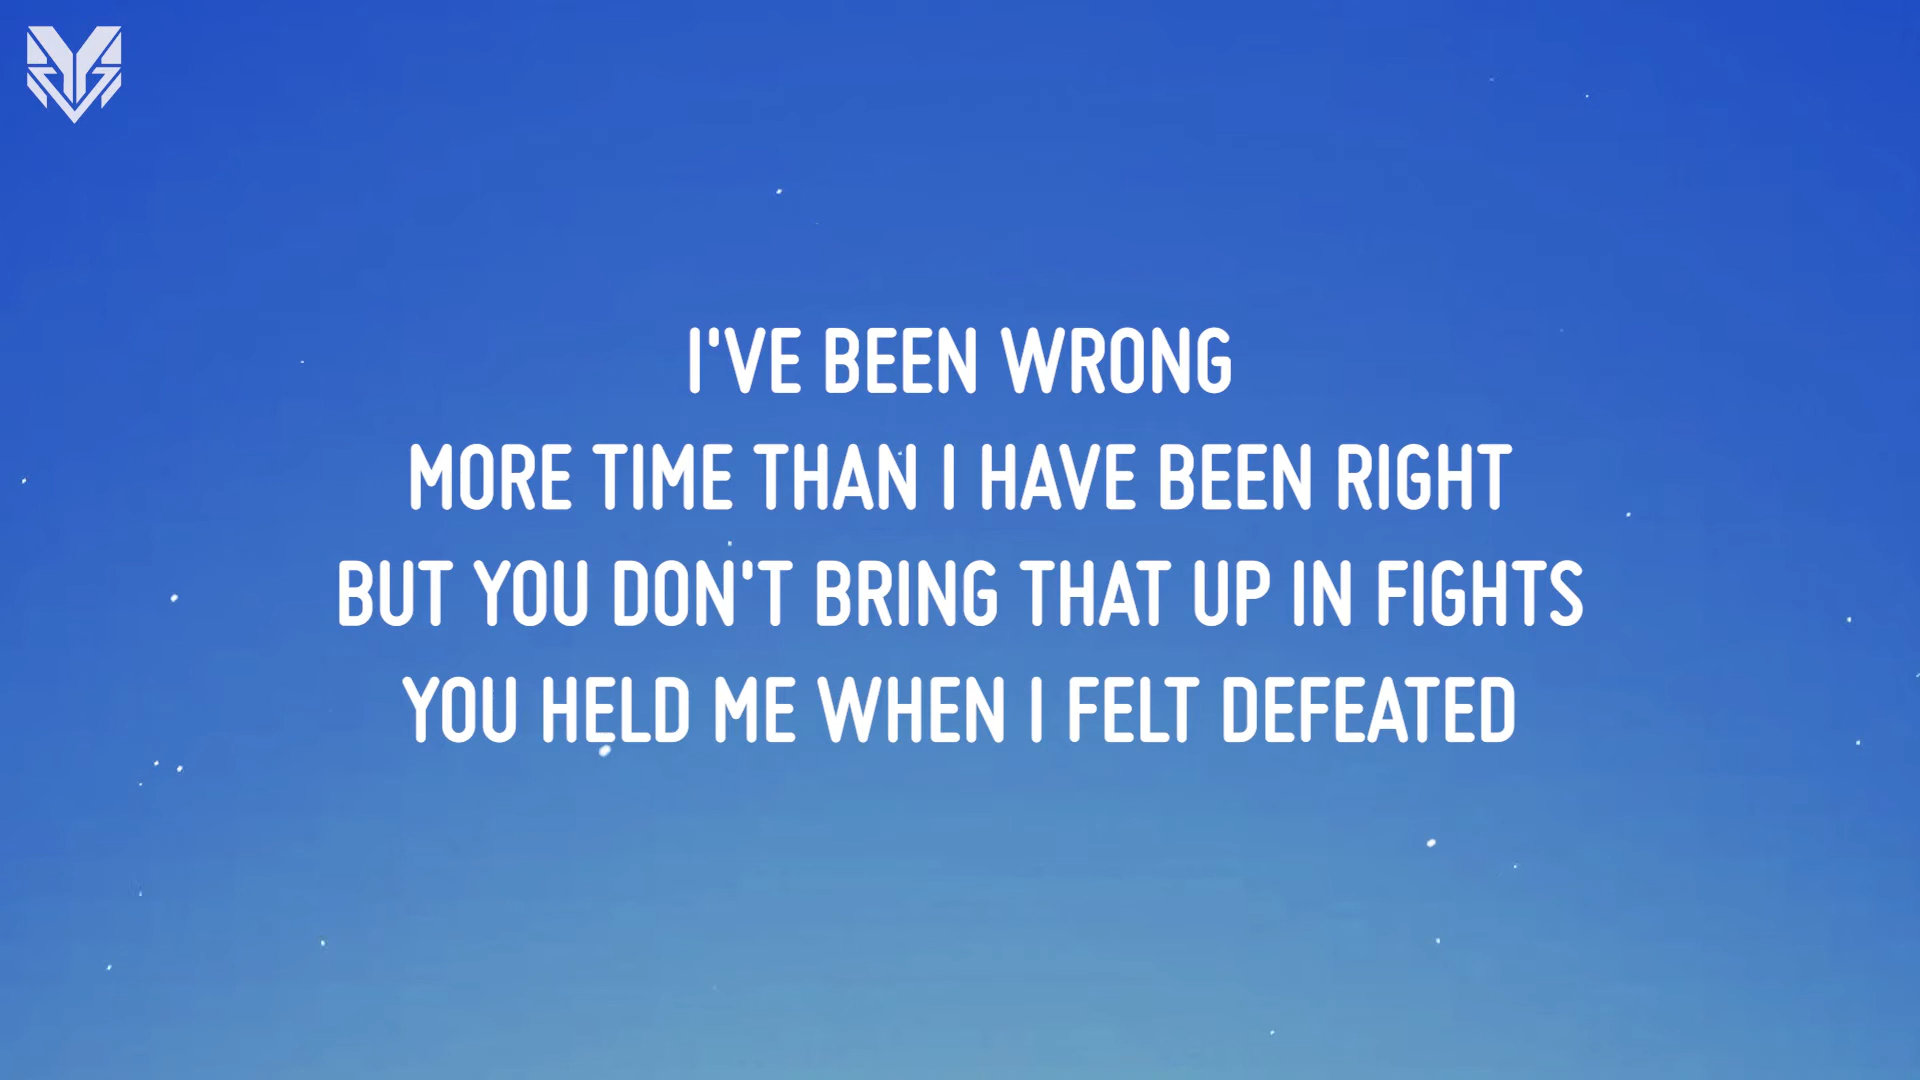 I'VE BEEN WRONG
MORE TIME THAN I HAVE BEEN RIGHT
BUT YOU DON'T BRING THAT UP IN FIGHTS
YOU HELD ME WHEN I FELT DEFEATED